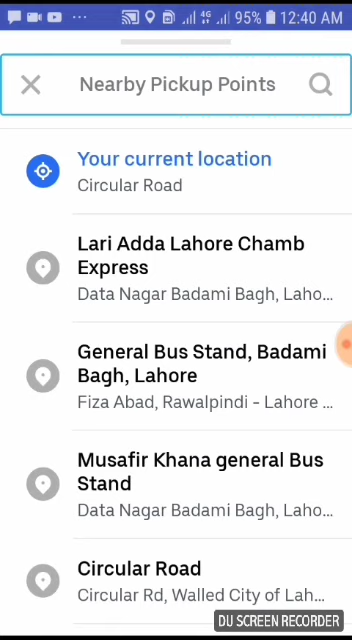 4G 95% 12:40 AM
Nearby Pickup Points
Your current location
Circular Road
Lari Adda Lahore Chamb
Express
Data Nagar Badami Bagh, Laho...
General Bus Stand, Badami
Bagh, Lahore
Fiza Abad, Rawalpindi - Lahore ...
Musafir Khana general Bus
Stand
Data Nagar Badami Bagh, Laho...
Circular Road
Circular Rd, Walled City of Lah...
DU SCREEN RECORDER